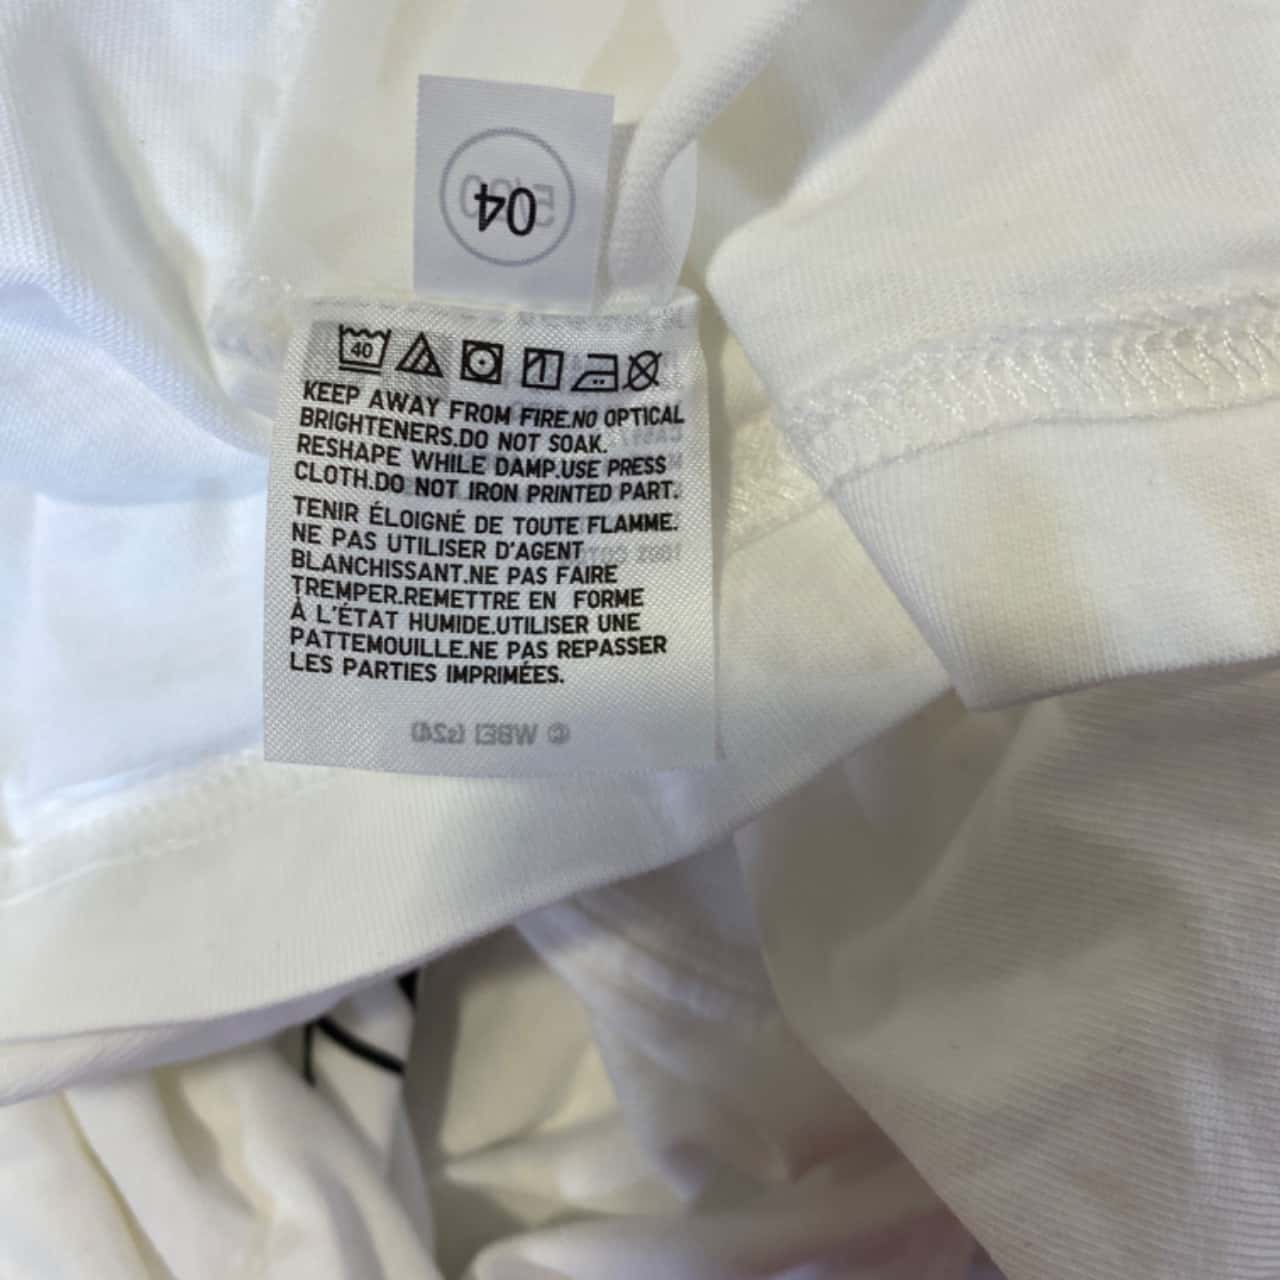 04
40
KEEP AWAY FROM FIRE.NO OPTICAL
BRIGHTENERS.DO NOT SOAK.
RESHAPE WHILE DAMP.USE PRESS
CLOTH.DO NOT IRON PRINTED PART.
TENIR ÉLOIGNÉ DE TOUTE FLAMME.
NE PAS UTILISER D'AGENT
BLANCHISSANT.NE PAS FAIRE
TREMPER.REMETTRE EN FORME
À L'ÉTAT HUMIDE.UTILISER UNE
PATTEMOUILLE.NE PAS REPASSER
LES PARTIES IMPRIMÉES.
© WBEI (s24)